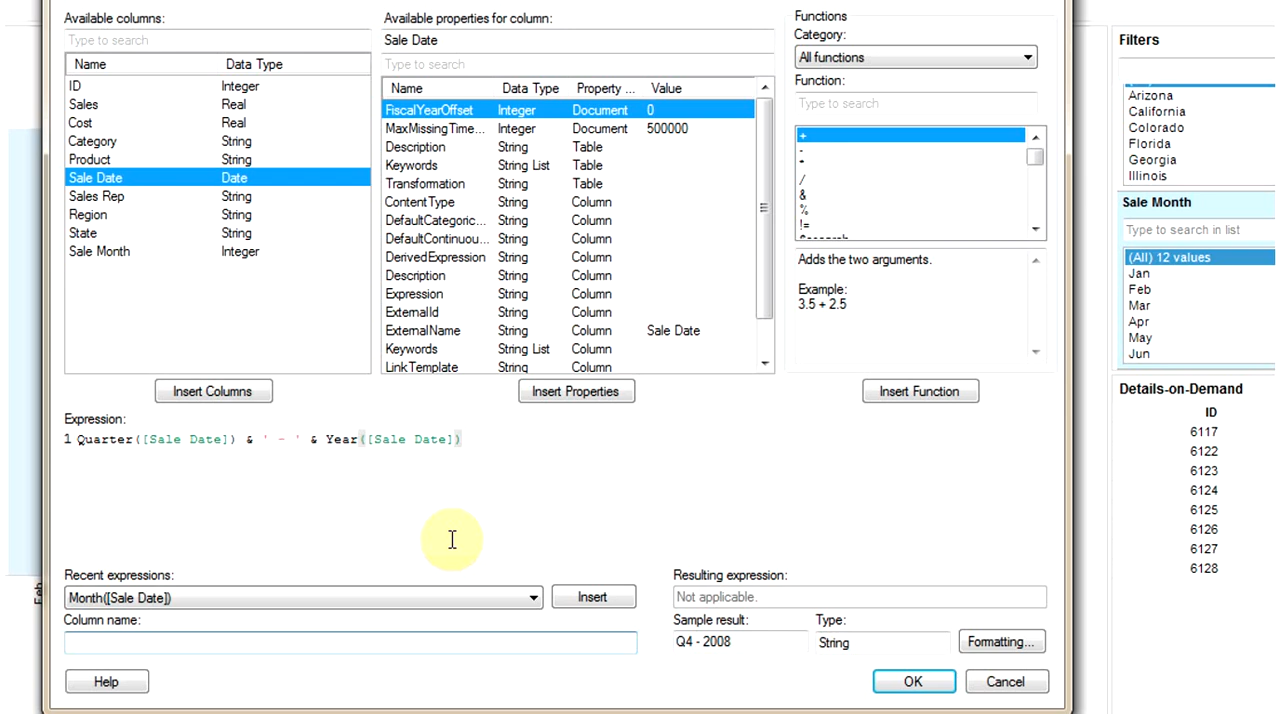 Available columns:
Type to search
Name Data Type
ID Integer
Sales Real
Cost Real
Category String
Product String
Sale Date Date
Sales Rep String
Region String
State String
Sale Month Integer
Insert Columns
Available properties for column:
Sale Date
Type to search
Name Data Type Property ... Value
FiscalYearOffset Integer Document 0
MaxMissingTime... Integer Document 500000
Description String Table
Keywords String List Table
Transformation String Table
ContentType String Column
DefaultCategoric... String Column
DefaultContinuou... String Column
DerivedExpression String Column
Description String Column
Expression String Column
ExternalId String Column
ExternalName String Column Sale Date
Keywords String List Column
LinkTemplate String Column
Insert Properties
Functions
Category:
All functions
Function:
Type to search
+
-
/
&
%
!=
Adds the two arguments.
Example:
3.5 + 2.5
Insert Function
Expression:
1 Quarter([Sale Date]) & ' - ' & Year([Sale Date])
Recent expressions:
Month([Sale Date])
Insert
Column name:
Resulting expression:
Not applicable.
Sample result:
Q4 - 2008
Type:
String
Formatting...
Help
OK
Cancel
Feb
Filters
Arizona
California
Colorado
Florida
Georgia
Illinois
Sale Month
Type to search in list
(All) 12 values
Jan
Feb
Mar
Apr
May
Jun
Details-on-Demand
ID
6117
6122
6123
6124
6125
6126
6127
6128